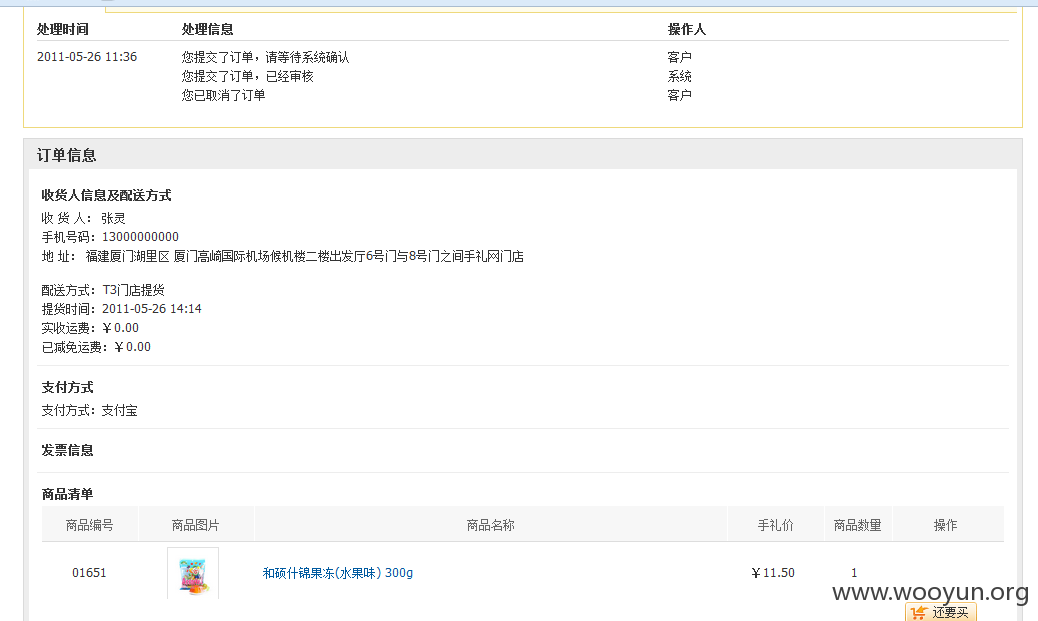 处理时间 处理信息 操作人
2011-05-26 11:36 您提交了订单，请等待系统确认 客户
您提交了订单，已经审核 系统
您已取消了订单 客户
订单信息
收货人信息及配送方式
收 货 人： 张灵
手机号码：13000000000
地 址： 福建厦门湖里区 厦门高崎国际机场候机楼二楼出发厅6号门与8号门之间手礼网门店
配送方式：T3门店提货
提货时间：2011-05-26 14:14
实收运费：￥0.00
已减免运费：￥0.00
支付方式
支付方式：支付宝
发票信息
商品清单
商品编号 商品图片 商品名称 手礼价 商品数量 操作
01651 和硕什锦果冻(水果味) 300g ￥11.50 1
www.wooyun.org
还要买